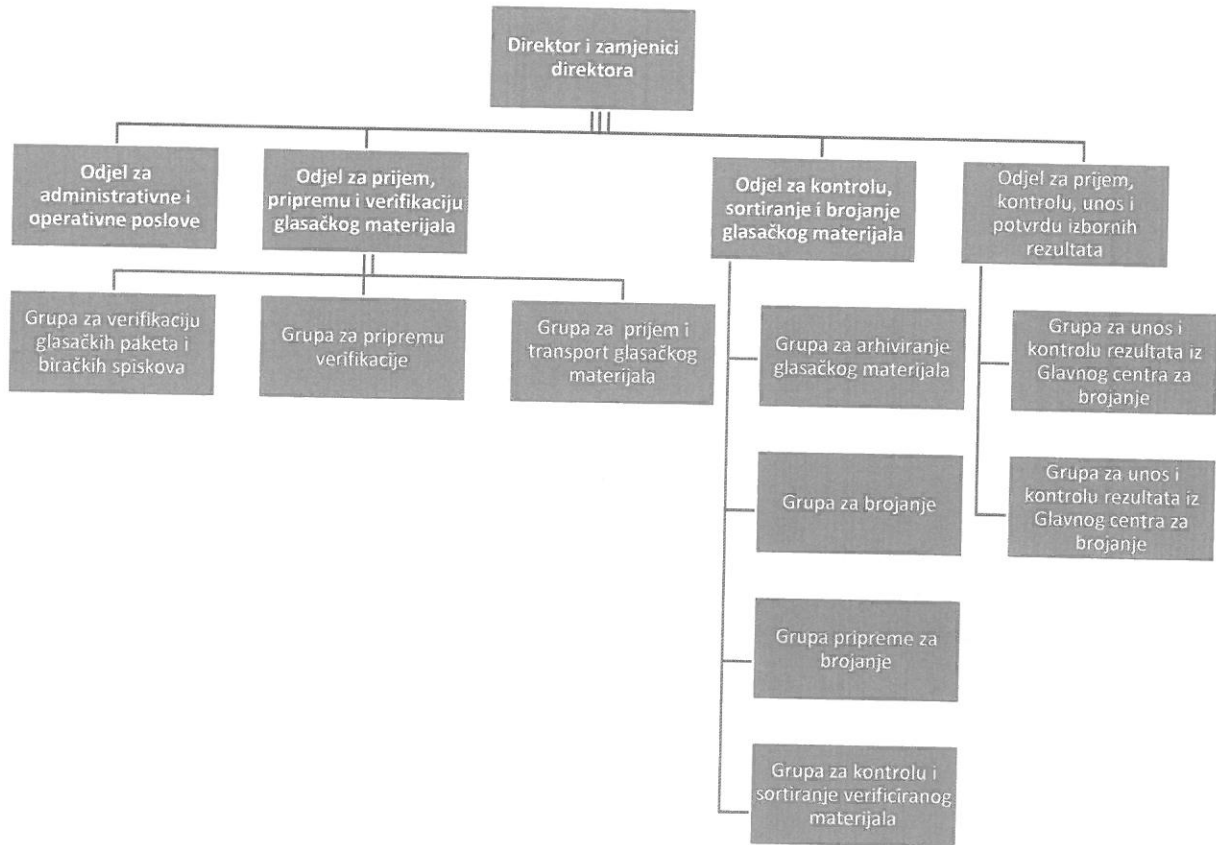 Direktor i zamjenici
direktora
Odjel za
administrativne i
operativne poslove
Odjel za prijem,
pripremu i verifikaciju
glasačkog materijala
Odjel za kontrolu,
sortiranje i brojanje
glasačkog materijala
Odjel za prijem,
kontrolu, unos i
potvrdu izbornih
rezultata
Grupa za verifikaciju
glasačkih paketa i
biračkih spiskova
Grupa za pripremu
verifikacije
Grupa za prijem i
transport glasačkog
materijala
Grupa za arhiviranje
glasačkog materijala
Grupa za brojanje
Grupa pripreme za
brojanje
Grupa za kontrolu i
sortiranje verificiranog
materijala
Grupa za unos i
kontrolu rezultata iz
Glavnog centra za
brojanje
Grupa za unos i
kontrolu rezultata iz
Glavnog centra za
brojanje